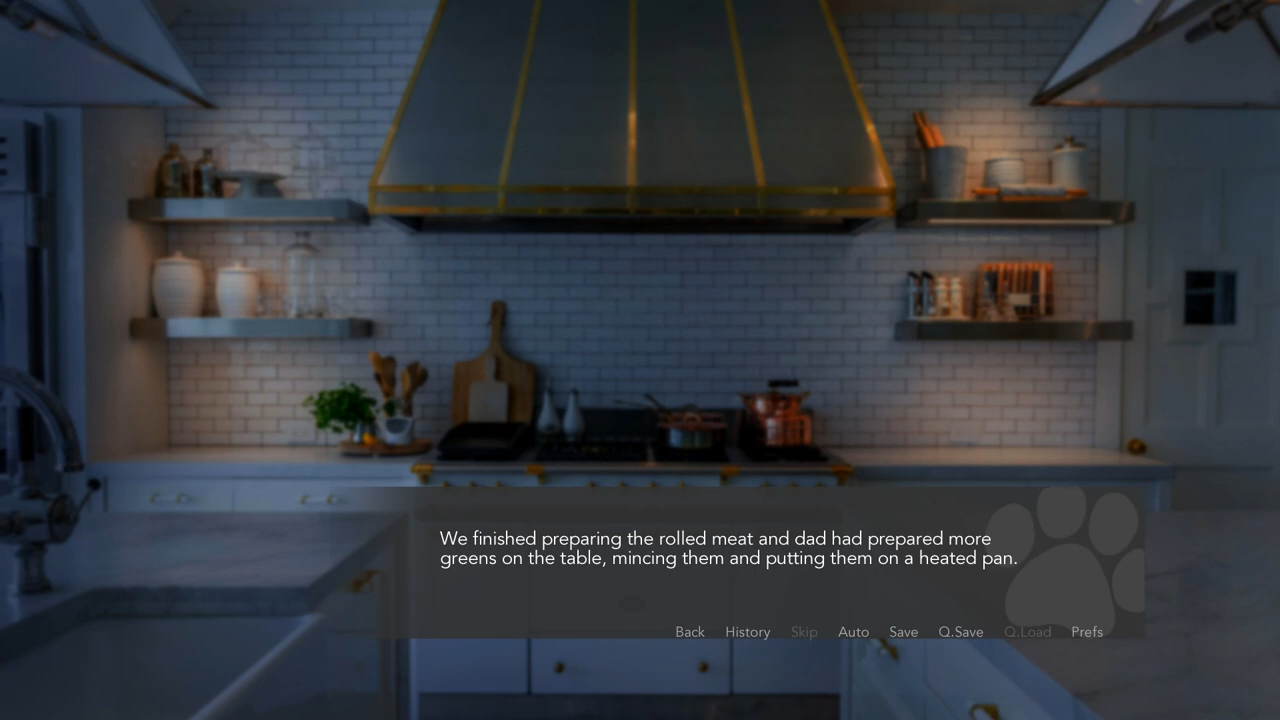 We finished preparing the rolled meat and dad had prepared more
greens on the table, mincing them and putting them on a heated pan.
Back History Skip Auto Save Q.Save Q.Load Prefs